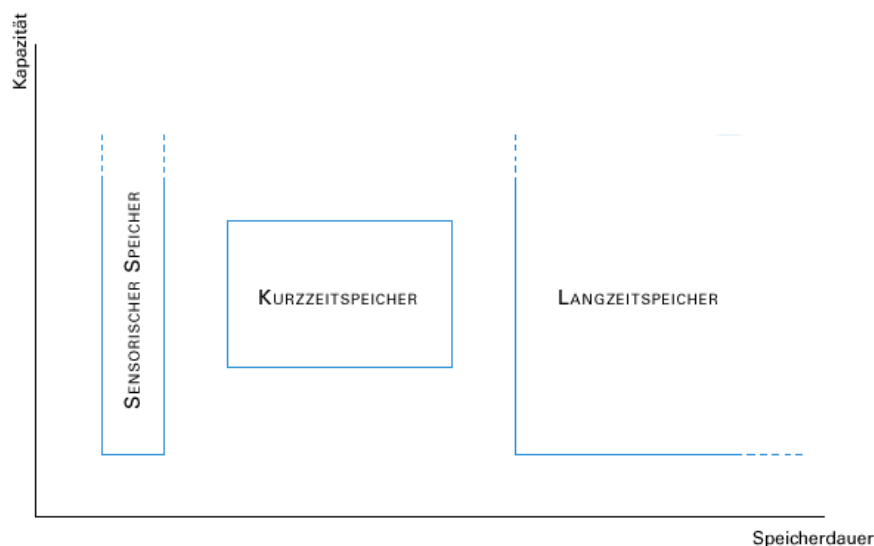 Kapazität
SENSORISCHER SPEICHER
KURZZEITSPEICHER
LANGZEITSPEICHER
Speicherdauer